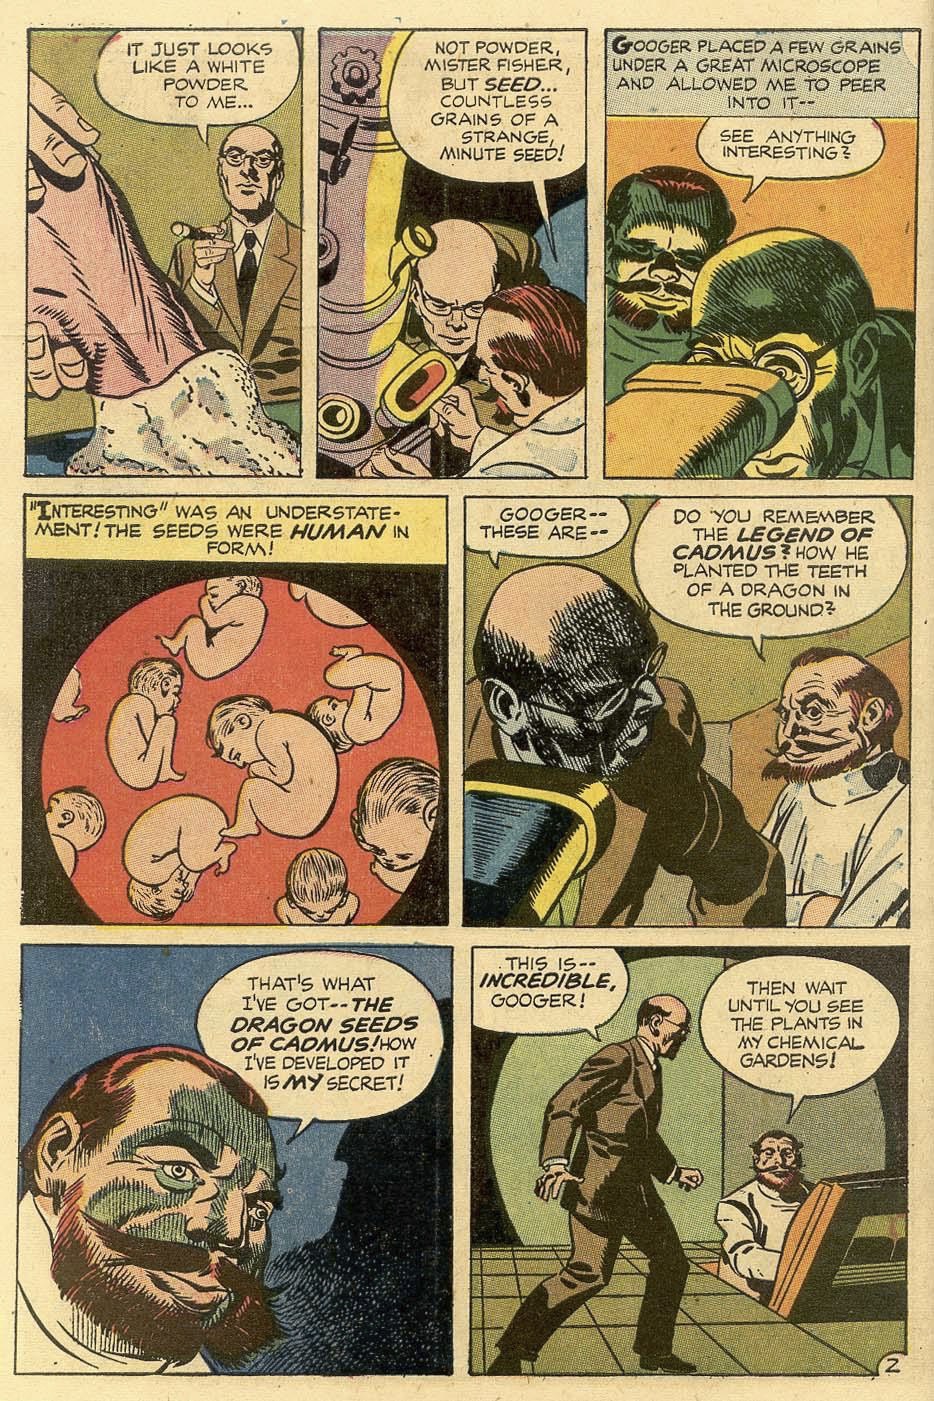 IT JUST LOOKS
LIKE A WHITE
POWDER
TO ME...
NOT POWDER,
MISTER FISHER,
BUT SEED...
COUNTLESS
GRAINS OF A
STRANGE,
MINUTE SEED!
GOOGER PLACED A FEW GRAINS
UNDER A GREAT MICROSCOPE
AND ALLOWED ME TO PEER
INTO IT--
SEE ANYTHING
INTERESTING?
"INTERESTING" WAS AN UNDERSTATE-
MENT! THE SEEDS WERE HUMAN IN
FORM!
GOOGER--
THESE ARE--
DO YOU REMEMBER
THE LEGEND OF
CADMUS? HOW HE
PLANTED THE TEETH
OF A DRAGON IN
THE GROUND?
THAT'S WHAT
I'VE GOT--THE
DRAGON SEEDS
OF CADMUS! HOW
I'VE DEVELOPED IT
IS MY SECRET!
THIS IS--
INCREDIBLE,
GOOGER!
THEN WAIT
UNTIL YOU SEE
THE PLANTS IN
MY CHEMICAL
GARDENS!
2